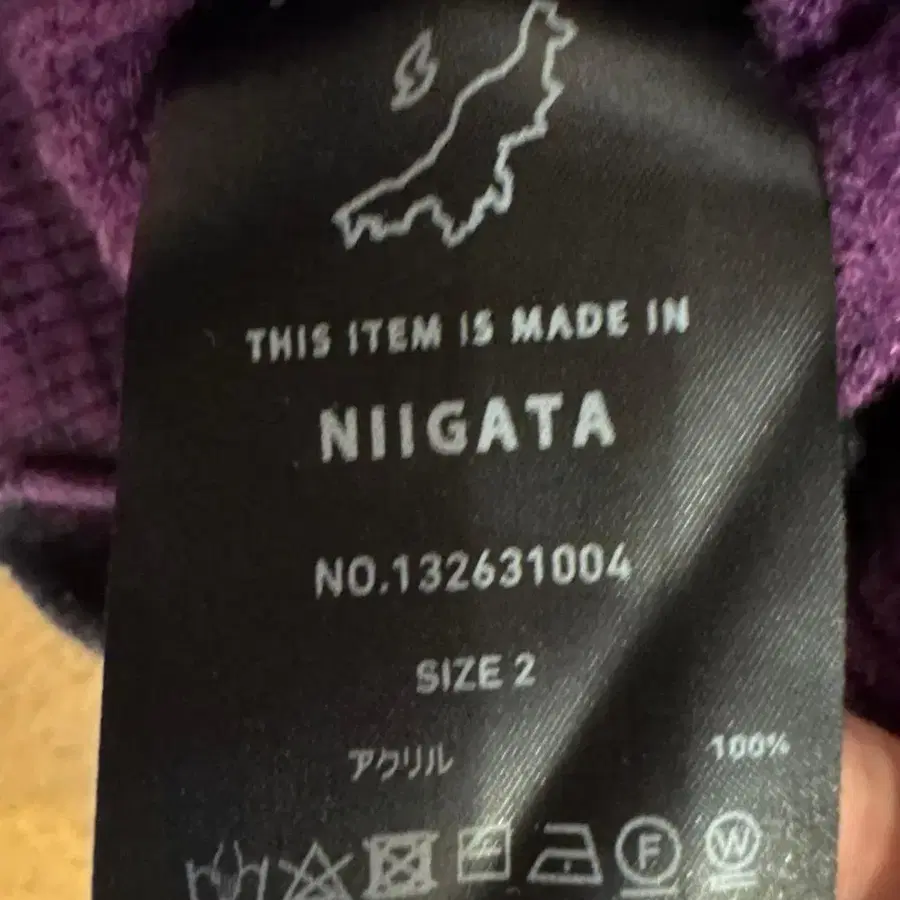 THIS ITEM IS MADE IN
NIIGATA
NO.132631004
SIZE 2
アクリル 100%
F W